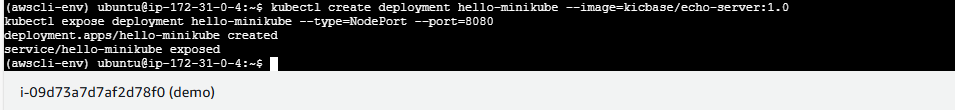 (awscli-env) ubuntu@ip-172-31-0-4:~$ kubectl create deployment hello-minikube --image=kicbase/echo-server:1.0
kubectl expose deployment hello-minikube --type=NodePort --port=8080
deployment.apps/hello-minikube created
service/hello-minikube exposed
(awscli-env) ubuntu@ip-172-31-0-4:~$
i-09d73a7d7af2d78f0 (demo)